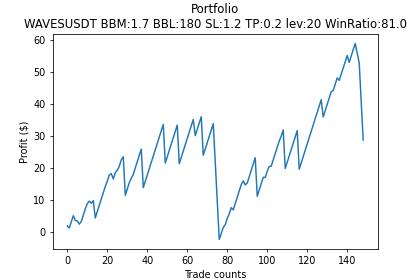 Portfolio
WAVESUSDT BBM:1.7 BBL:180 SL:1.2 TP:0.2 lev:20 WinRatio:81.0
60
50
40
30
20
10
0
Profit ($)
0 20 40 60 80 100 120 140
Trade counts